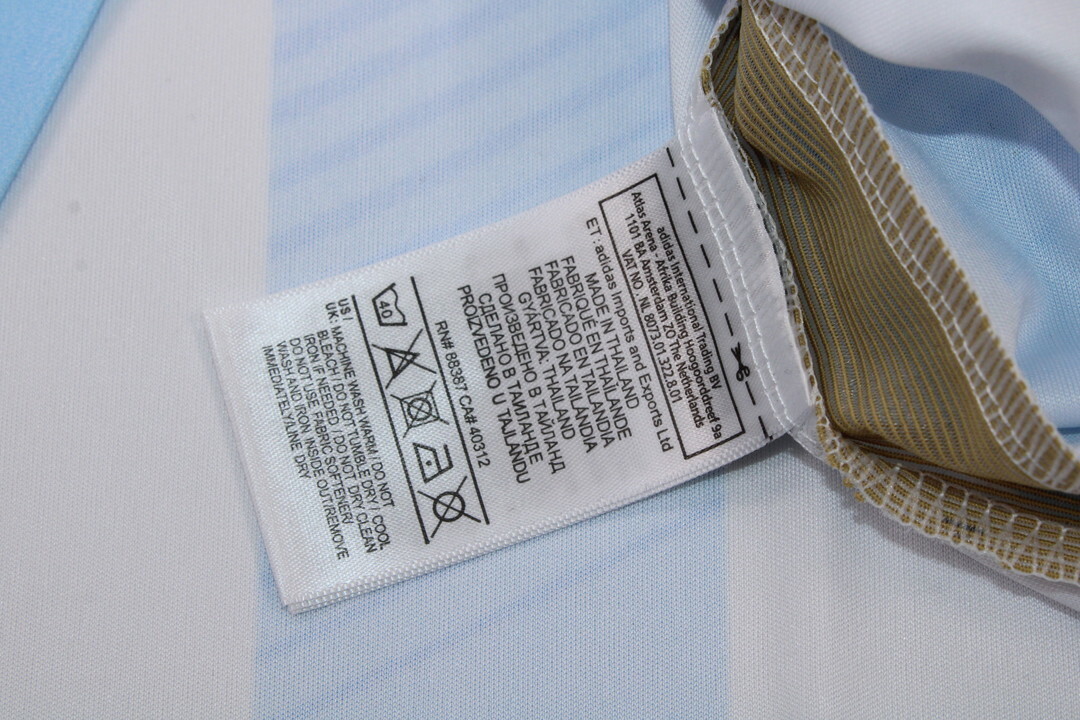 adidas International Trading BV
Atlas Arena - Afrika Building Hoogoorddreef 9a
1101 BA Amsterdam ZO The Netherlands
VAT NO. NL 8073.01.322.B.01
ET : adidas Imports and Exports Ltd
MADE IN THAILAND
FABRIQUÉ EN THAÏLANDE
FABRICADO EN TAILANDIA
FABRICADO NA TAILÂNDIA
GYÁRTVA: THAILAND
ПРОИЗВЕДЕНО В ТАЙЛАНД
СДЕЛАНО В ТАИЛАНДЕ
PROIZVEDENO U TAJLANDU
RN# 88387 CA# 40312
40
US /
UK: MACHINE WASH WARM / DO NOT
BLEACH / DO NOT TUMBLE DRY / COOL
IRON IF NEEDED / DO NOT DRY CLEAN
DO NOT USE FABRIC SOFTENER/
WASH AND IRON INSIDE OUT/REMOVE
IMMEDIATELY/LINE DRY